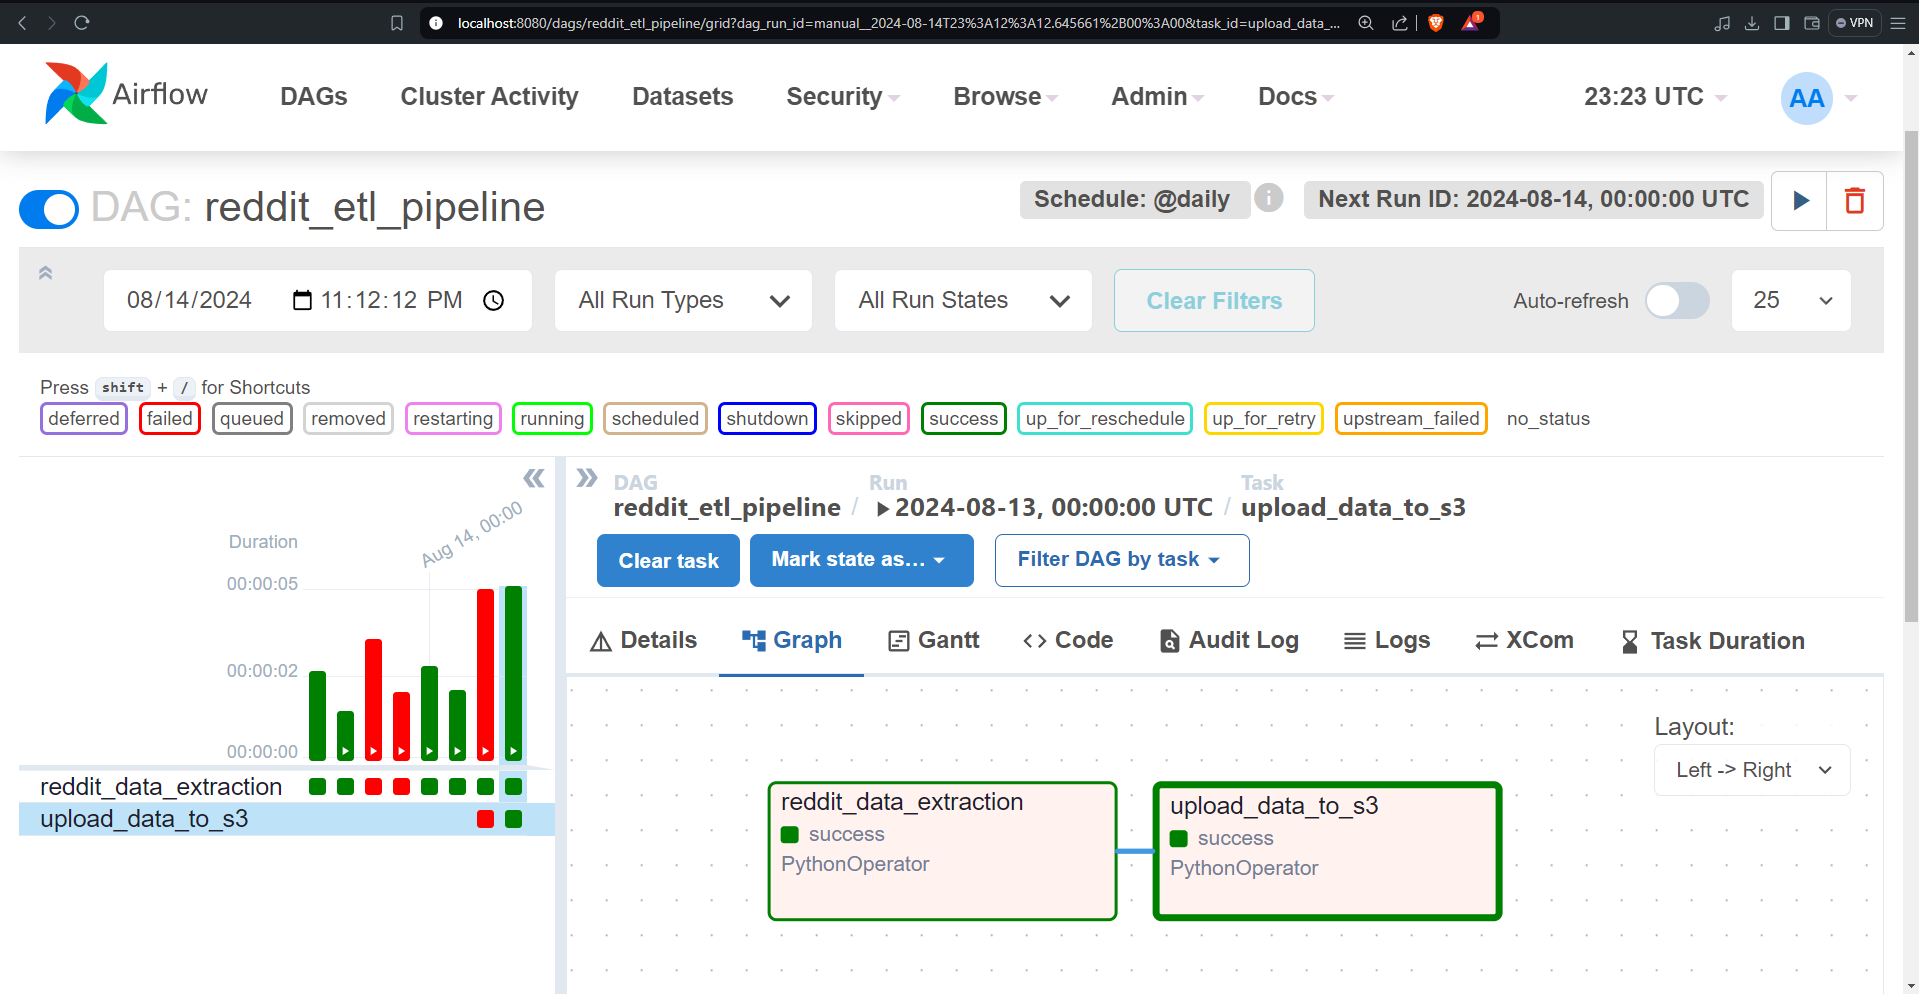 localhost:8080/dags/reddit_etl_pipeline/grid?dag_run_id=manual__2024-08-14T23%3A12%3A12.645661%2B00%3A00&task_id=upload_data_...
1
VPN
Airflow
DAGs
Cluster Activity
Datasets
Security
Browse
Admin
Docs
23:23 UTC
AA
DAG: reddit_etl_pipeline
Schedule: @daily
i
Next Run ID: 2024-08-14, 00:00:00 UTC
08/14/2024 11:12:12 PM
All Run Types
All Run States
Clear Filters
Auto-refresh
25
Press shift + / for Shortcuts
deferred
failed
queued
removed
restarting
running
scheduled
shutdown
skipped
success
up_for_reschedule
up_for_retry
upstream_failed
no_status
Duration
Aug 14, 00:00
00:00:05
00:00:02
00:00:00
reddit_data_extraction
upload_data_to_s3
DAG
reddit_etl_pipeline /
Run
2024-08-13, 00:00:00 UTC /
Task
upload_data_to_s3
Clear task
Mark state as...
Filter DAG by task
Details
Graph
Gantt
Code
Audit Log
Logs
XCom
Task Duration
Layout:
Left -> Right
reddit_data_extraction
success
PythonOperator
upload_data_to_s3
success
PythonOperator